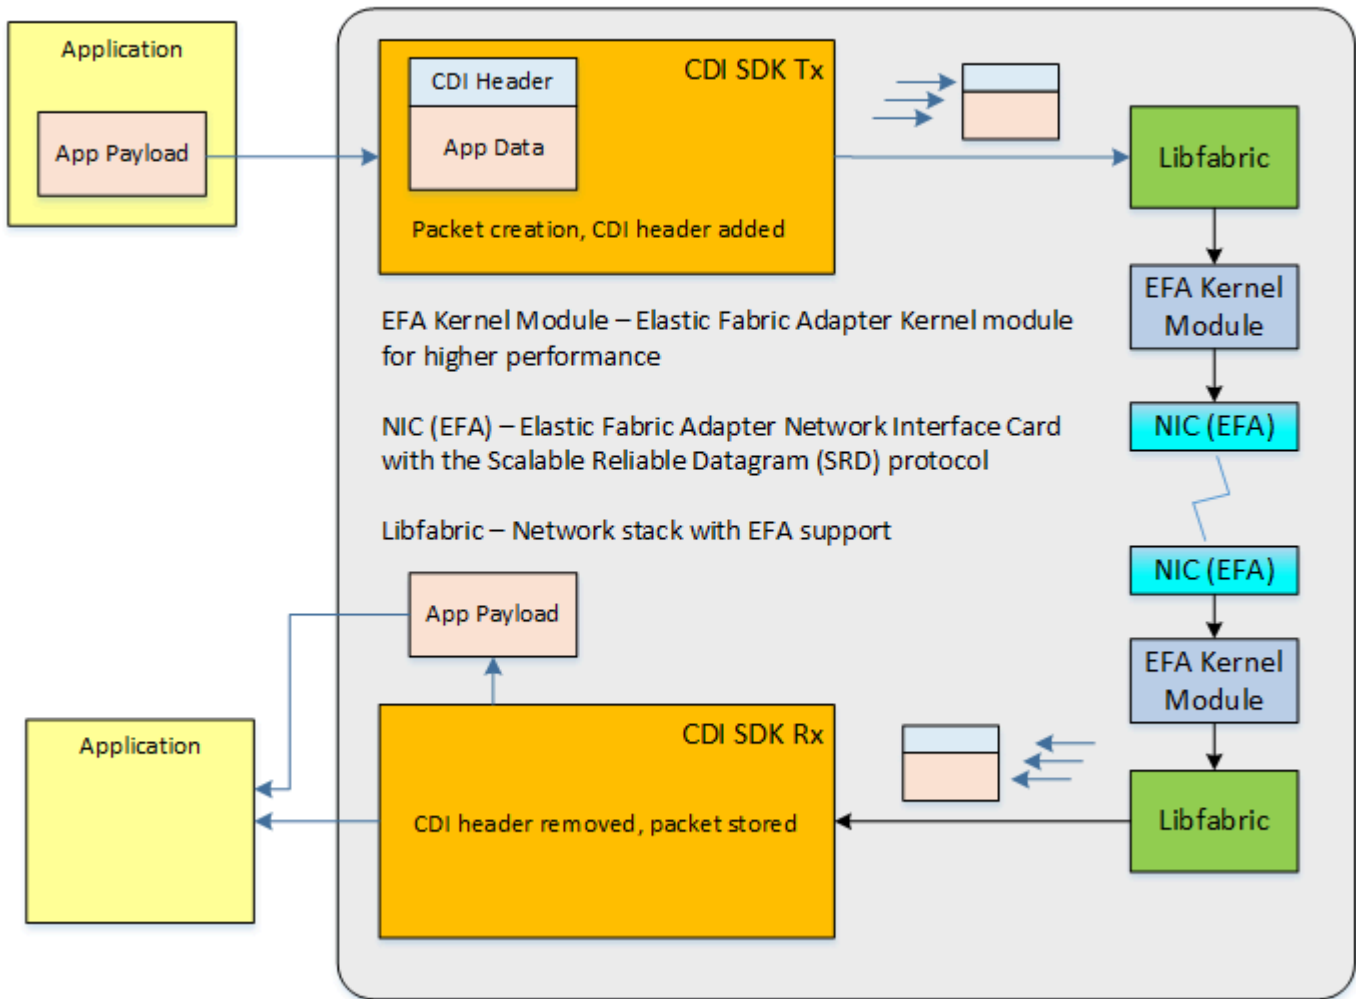 Application
App Payload
CDI SDK Tx
CDI Header
App Data
Packet creation, CDI header added
Libfabric
EFA Kernel
Module
NIC (EFA)
EFA Kernel Module – Elastic Fabric Adapter Kernel module
for higher performance
NIC (EFA) – Elastic Fabric Adapter Network Interface Card
with the Scalable Reliable Datagram (SRD) protocol
Libfabric – Network stack with EFA support
NIC (EFA)
EFA Kernel
Module
Libfabric
App Payload
CDI SDK Rx
CDI header removed, packet stored
Application